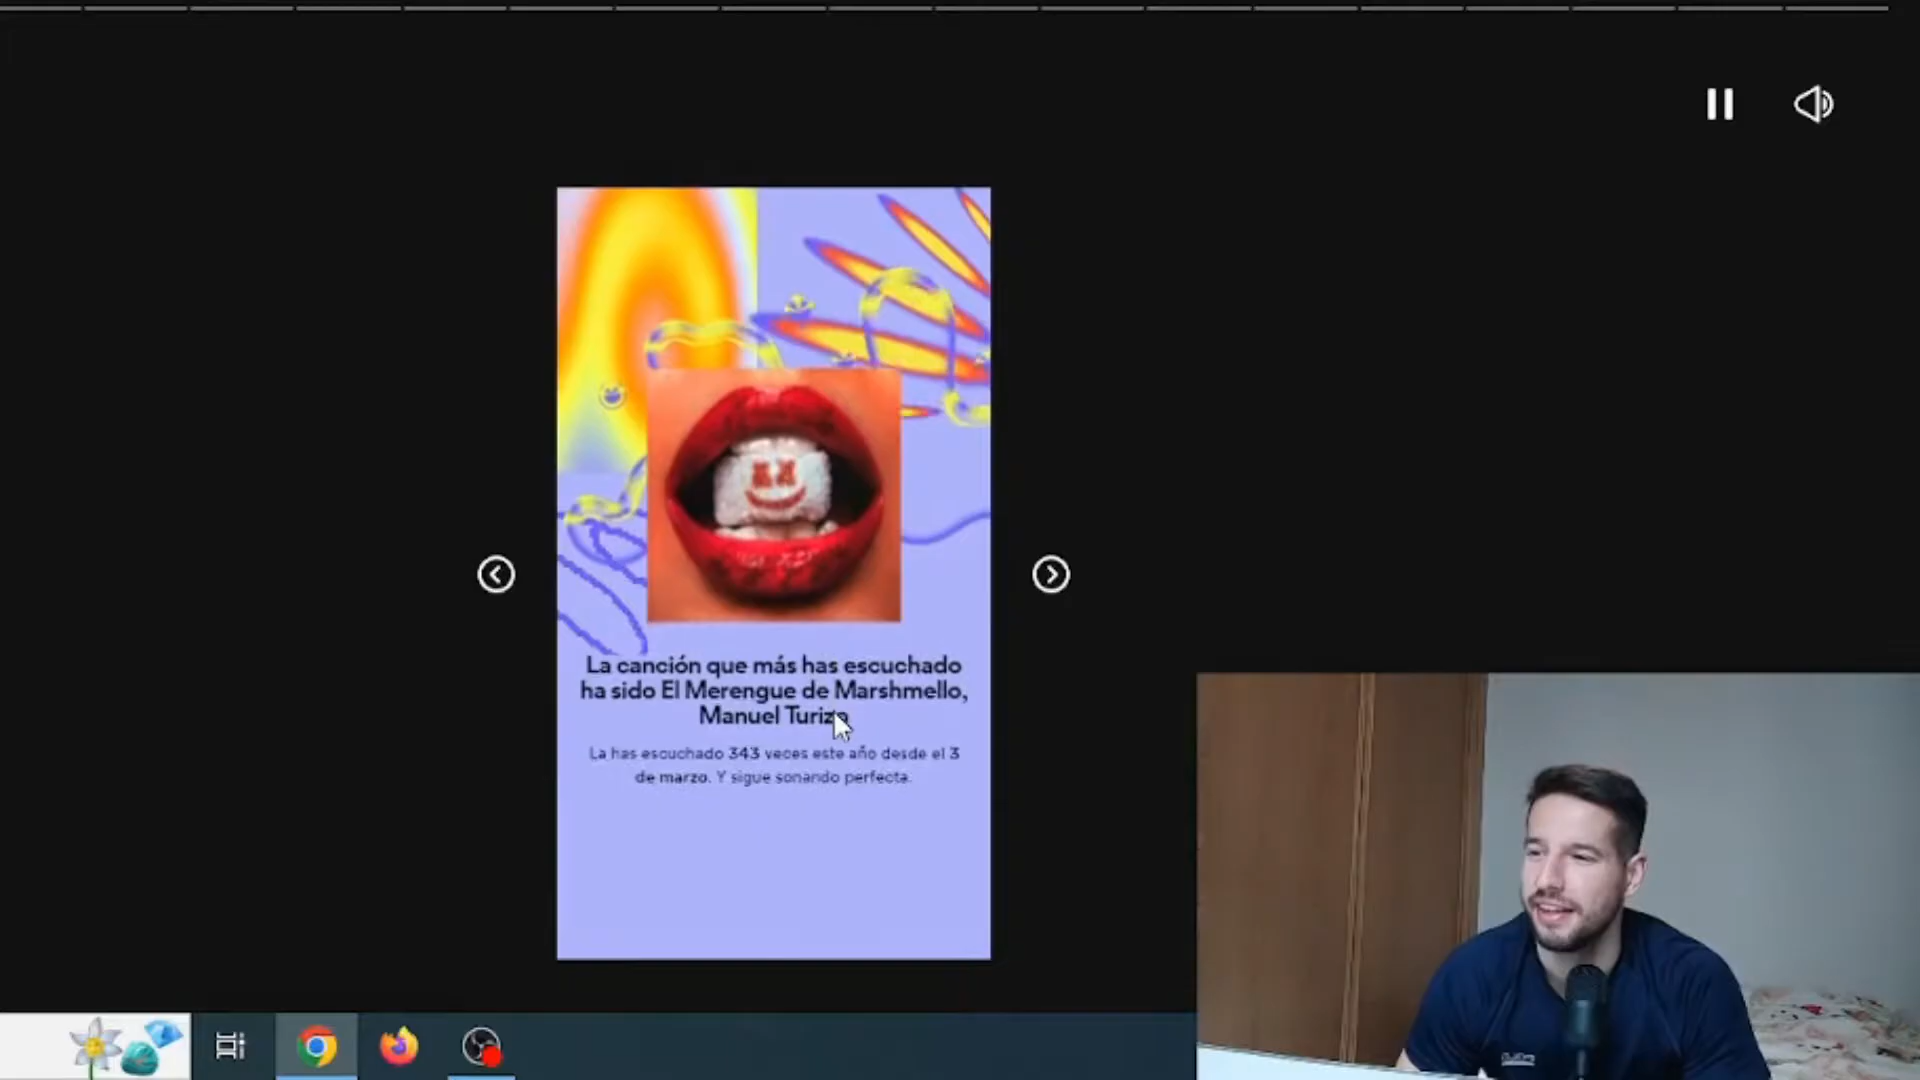 La canción que más has escuchado
ha sido El Merengue de Marshmello,
Manuel Turizo
La has escuchado 343 veces este año desde el 3
de marzo. Y sigue sonando perfecta.